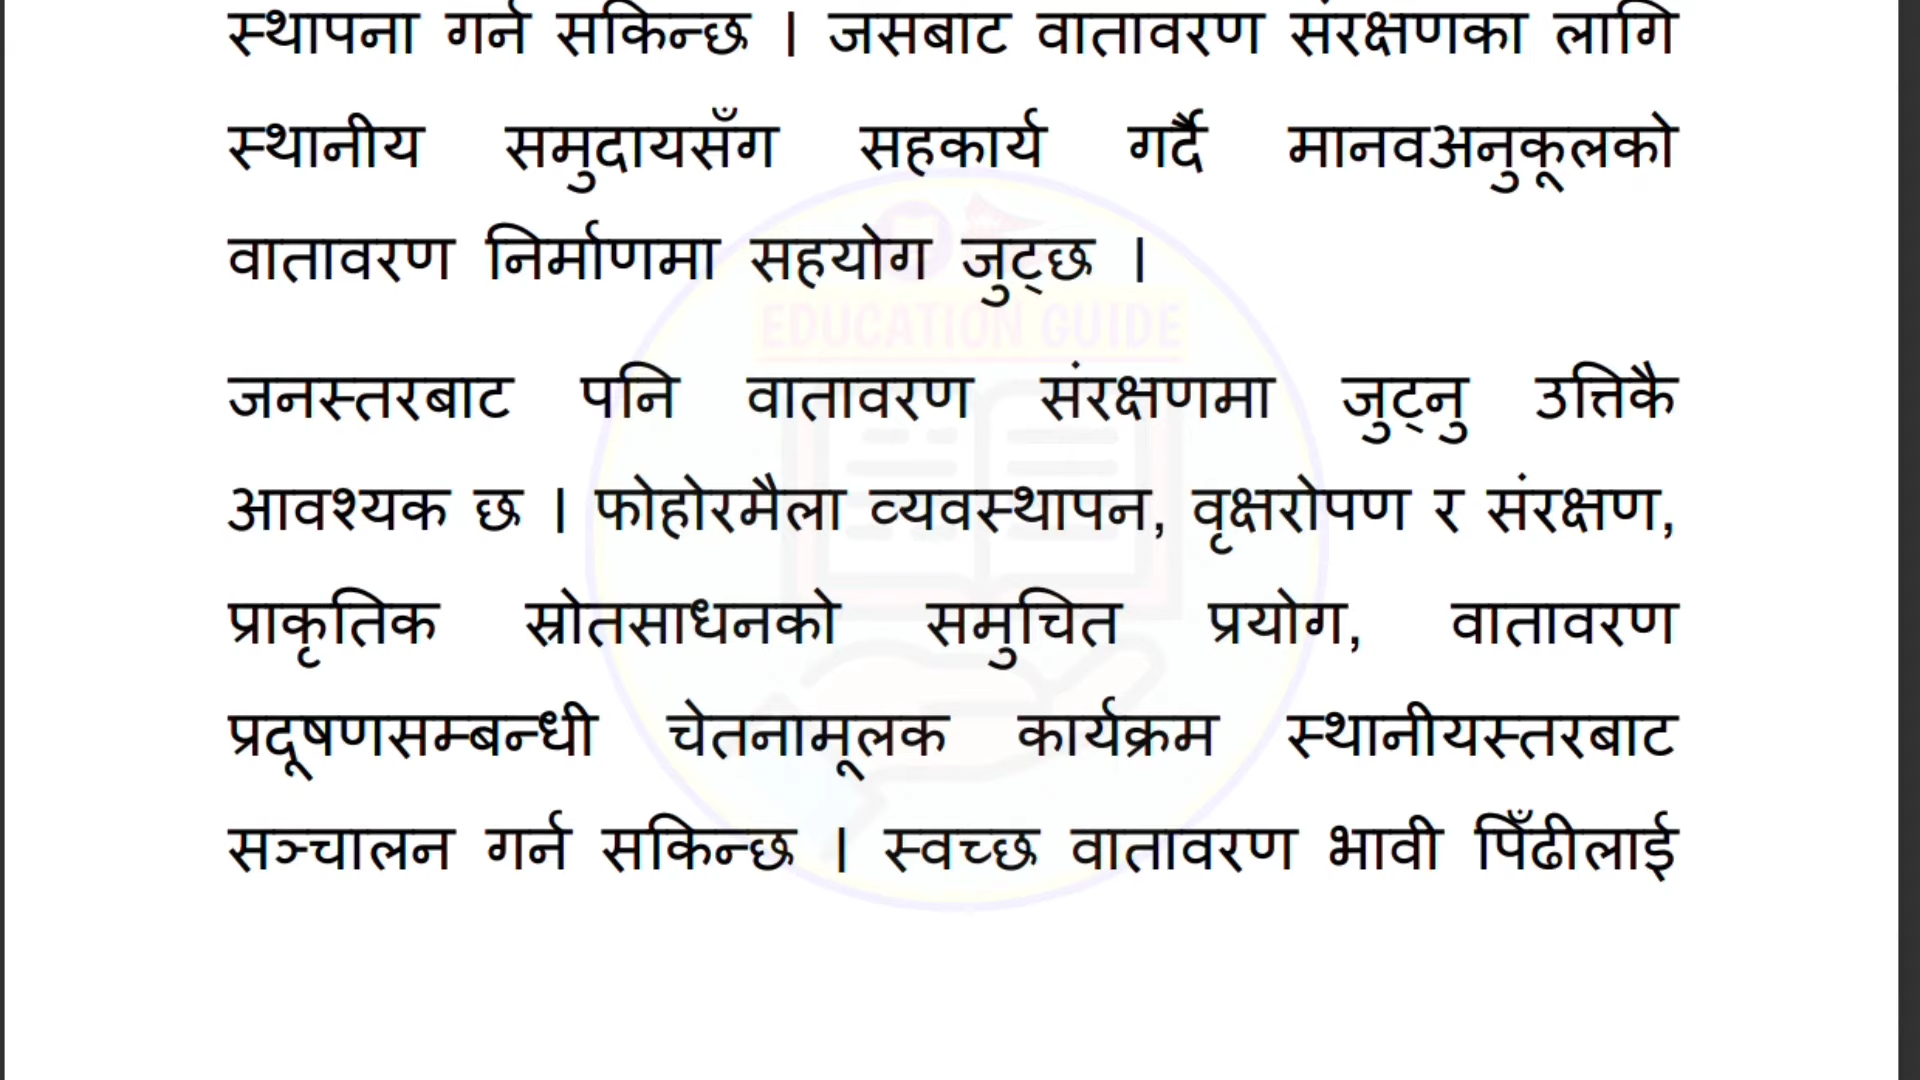 स्थापना गर्न सकिन्छ । जसबाट वातावरण संरक्षणका लागि
स्थानीय समुदायसँग सहकार्य गर्दै मानवअनुकूलको
वातावरण निर्माणमा सहयोग जुट्छ ।
EDUCATION GUIDE
जनस्तरबाट पनि वातावरण संरक्षणमा जुट्नु उत्तिकै
आवश्यक छ । फोहोरमैला व्यवस्थापन, वृक्षरोपण र संरक्षण,
प्राकृतिक स्रोतसाधनको समुचित प्रयोग, वातावरण
प्रदूषणसम्बन्धी चेतनामूलक कार्यक्रम स्थानीयस्तरबाट
सञ्चालन गर्न सकिन्छ । स्वच्छ वातावरण भावी पिँढीलाई